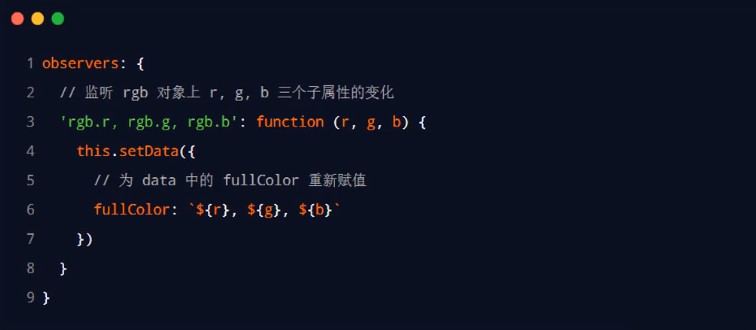 1 observers: {
2 // 监听 rgb 对象上 r, g, b 三个子属性的变化
3 'rgb.r, rgb.g, rgb.b': function (r, g, b) {
4 this.setData({
5 // 为 data 中的 fullColor 重新赋值
6 fullColor: `${r}, ${g}, ${b}`
7 })
8 }
9 }